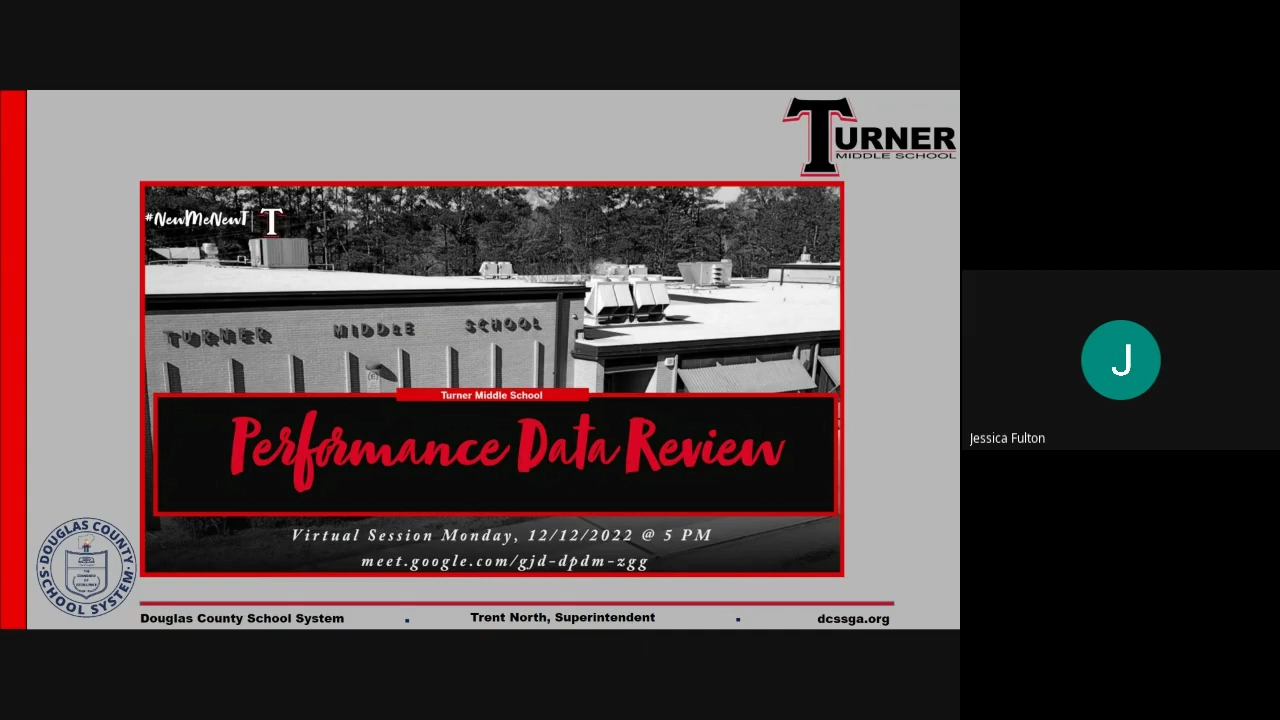 TURNER
MIDDLE SCHOOL
#NewMeNewT
T
TURNER MIDDLE SCHOOL
Turner Middle School
Performance Data Review
Virtual Session Monday, 12/12/2022 @ 5 PM
meet.google.com/gjd-dpdm-zgg
DOUGLAS COUNTY
SCHOOL SYSTEM
Douglas County School System . Trent North, Superintendent . dcssga.org
J
Jessica Fulton